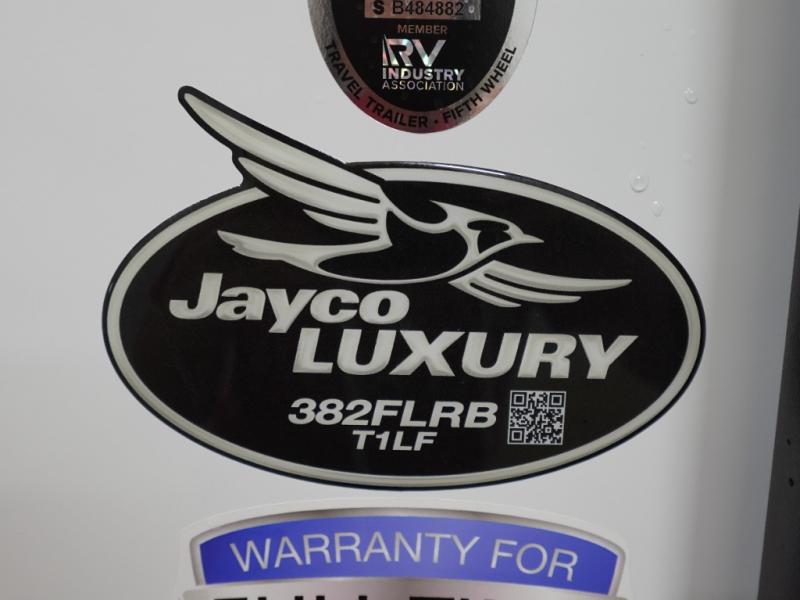 S B484882
MEMBER
RV
INDUSTRY
ASSOCIATION
TRAVEL TRAILER · FIFTH WHEEL
Jayco
LUXURY
382FLRB
T1LF
WARRANTY FOR